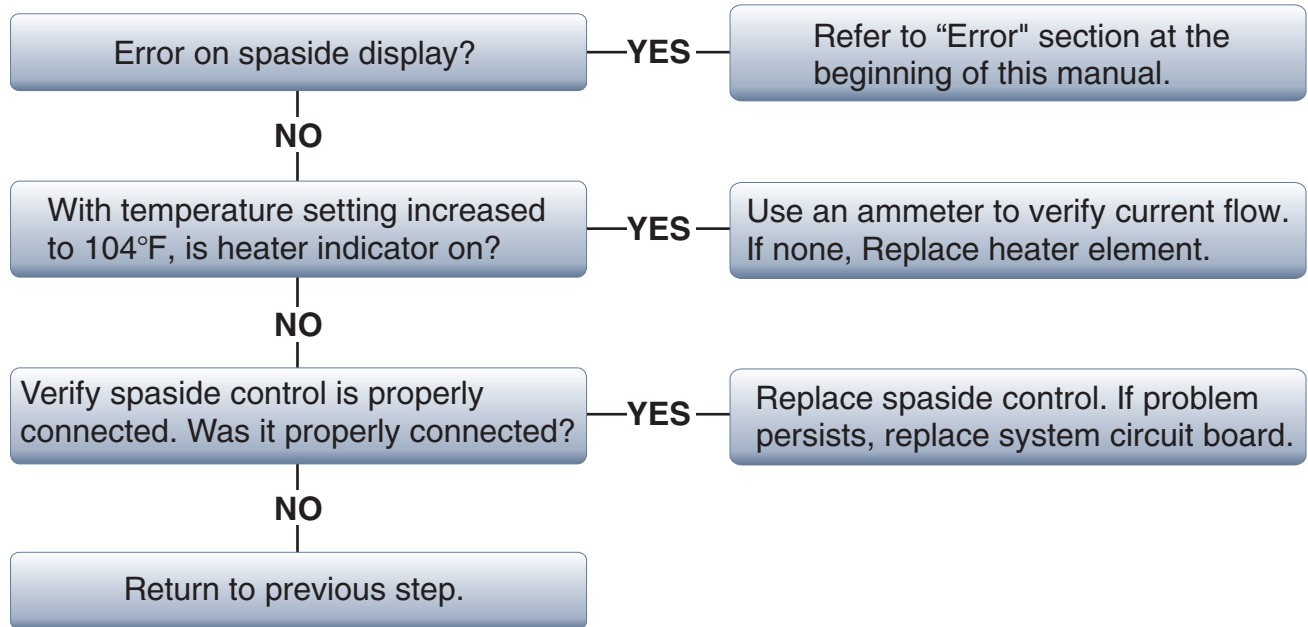 Error on spaside display?
YES
Refer to “Error" section at the
beginning of this manual.
NO
With temperature setting increased
to 104°F, is heater indicator on?
YES
Use an ammeter to verify current flow.
If none, Replace heater element.
NO
Verify spaside control is properly
connected. Was it properly connected?
YES
Replace spaside control. If problem
persists, replace system circuit board.
NO
Return to previous step.